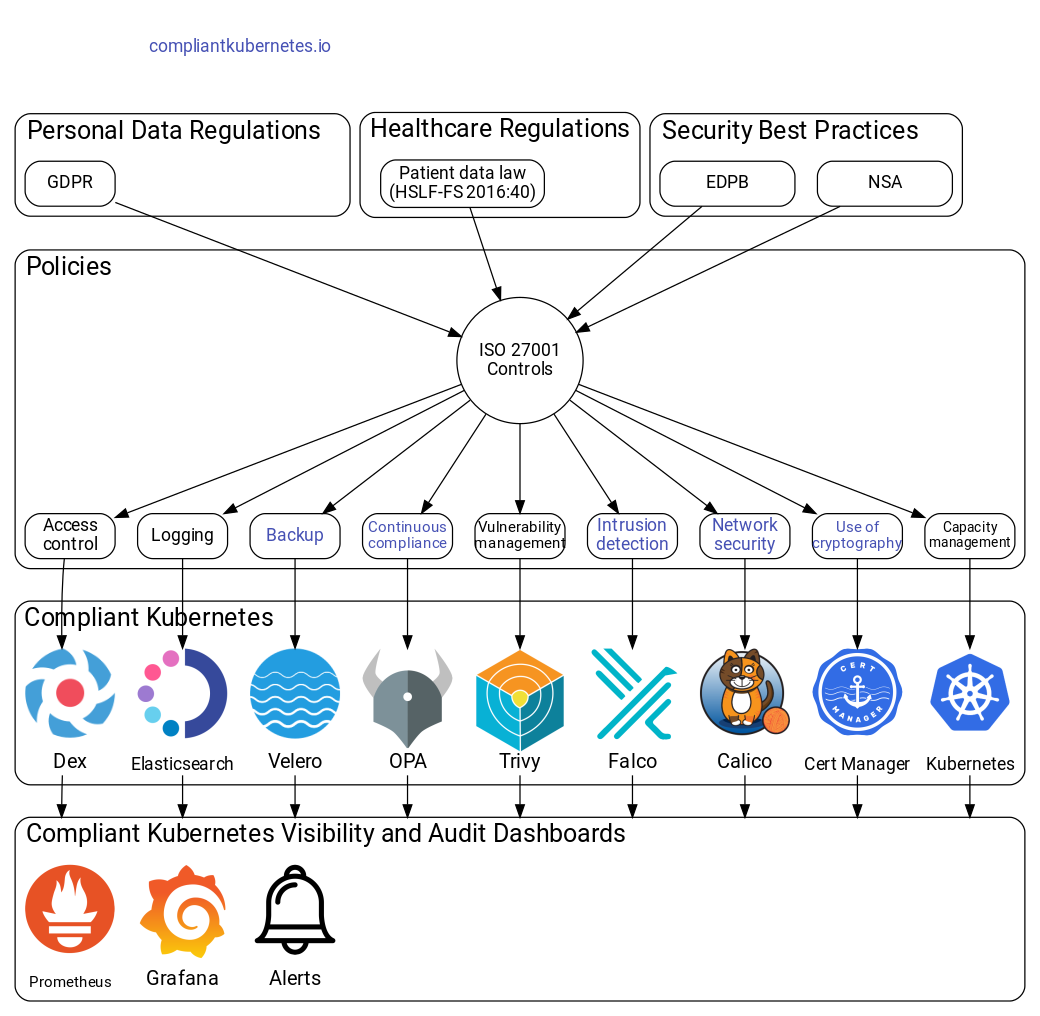 compliantkubernetes.io
Personal Data Regulations
Healthcare Regulations
Security Best Practices
GDPR
Patient data law
(HSLF-FS 2016:40)
EDPB
NSA
Policies
ISO 27001
Controls
Access
control
Logging
Backup
Continuous
compliance
Vulnerability
management
Intrusion
detection
Network
security
Use of
cryptography
Capacity
management
Compliant Kubernetes
CERT
MANAGER
Dex
Elasticsearch
Velero
OPA
Trivy
Falco
Calico
Cert Manager
Kubernetes
Compliant Kubernetes Visibility and Audit Dashboards
Prometheus
Grafana
Alerts